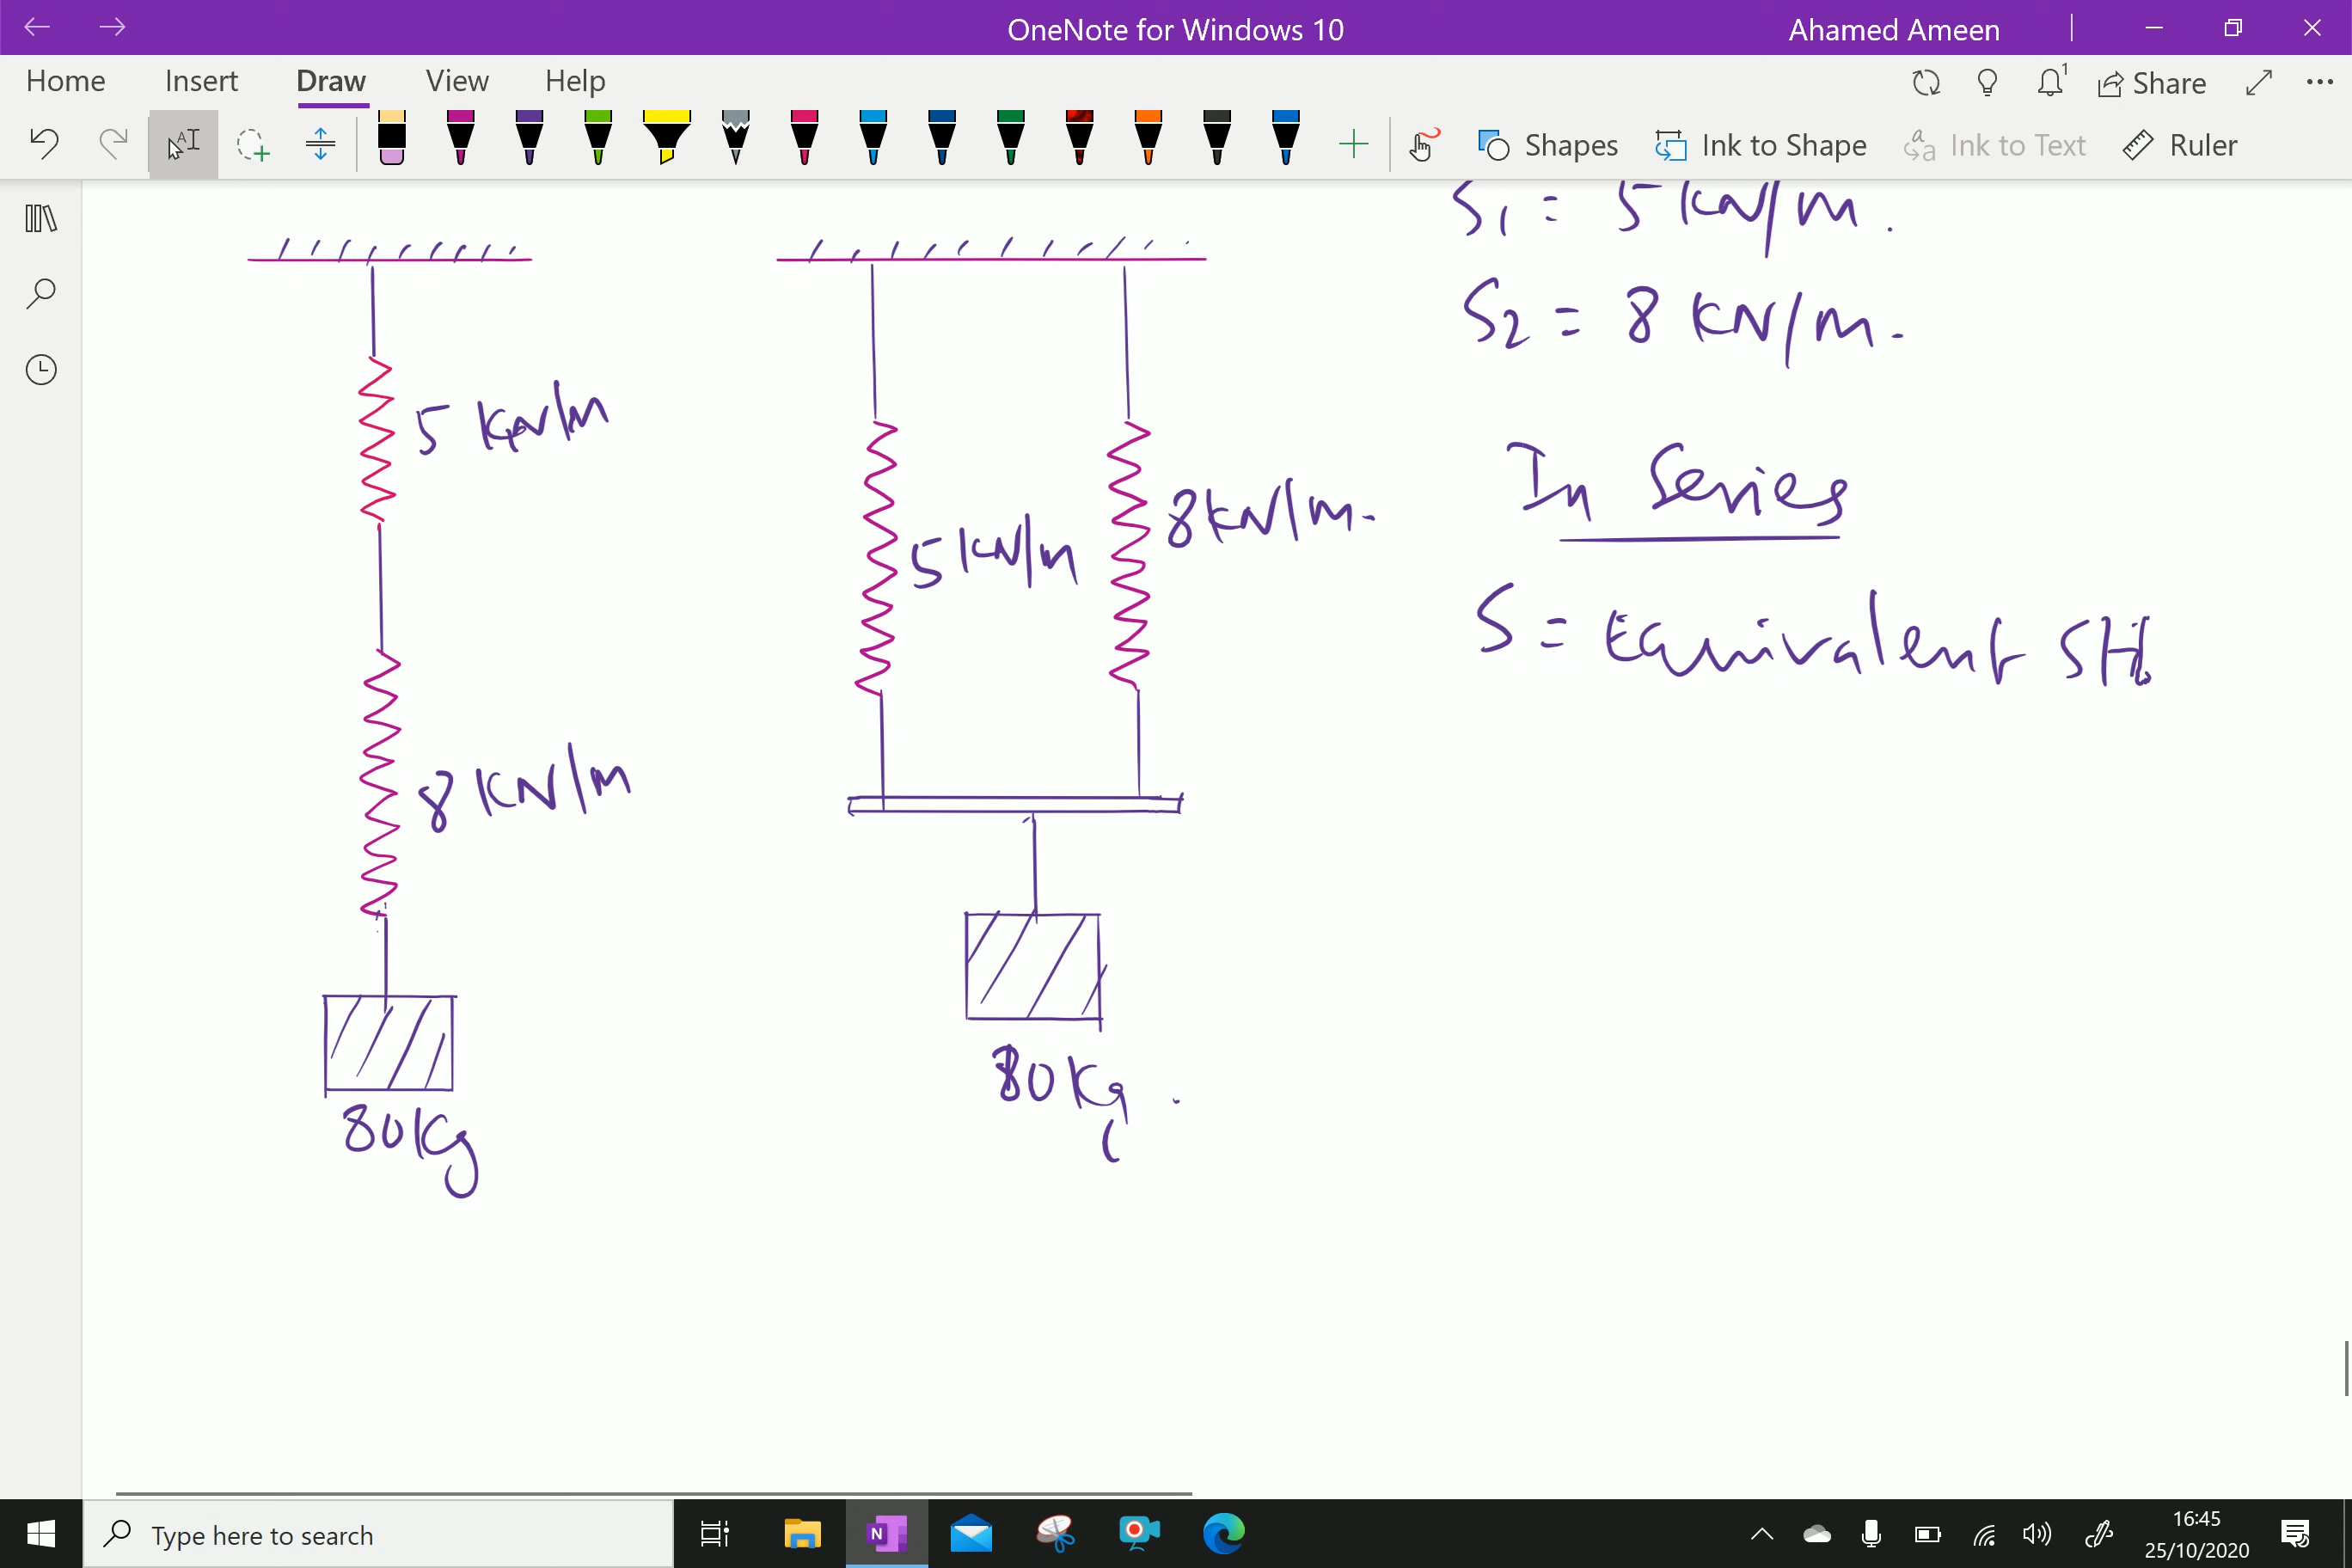 OneNote for Windows 10
Ahamed Ameen
Home Insert Draw View Help
1
Share
Shapes
Ink to Shape
Ink to Text
Ruler
S1 = 5 kN/m.
S2 = 8 KN/m.
In Series
S = Equivalent
5 kN/m
8 KN/m
80Kg
5 kN/m
8 kN/m.
80 Kg.
Type here to search
16:45
25/10/2020